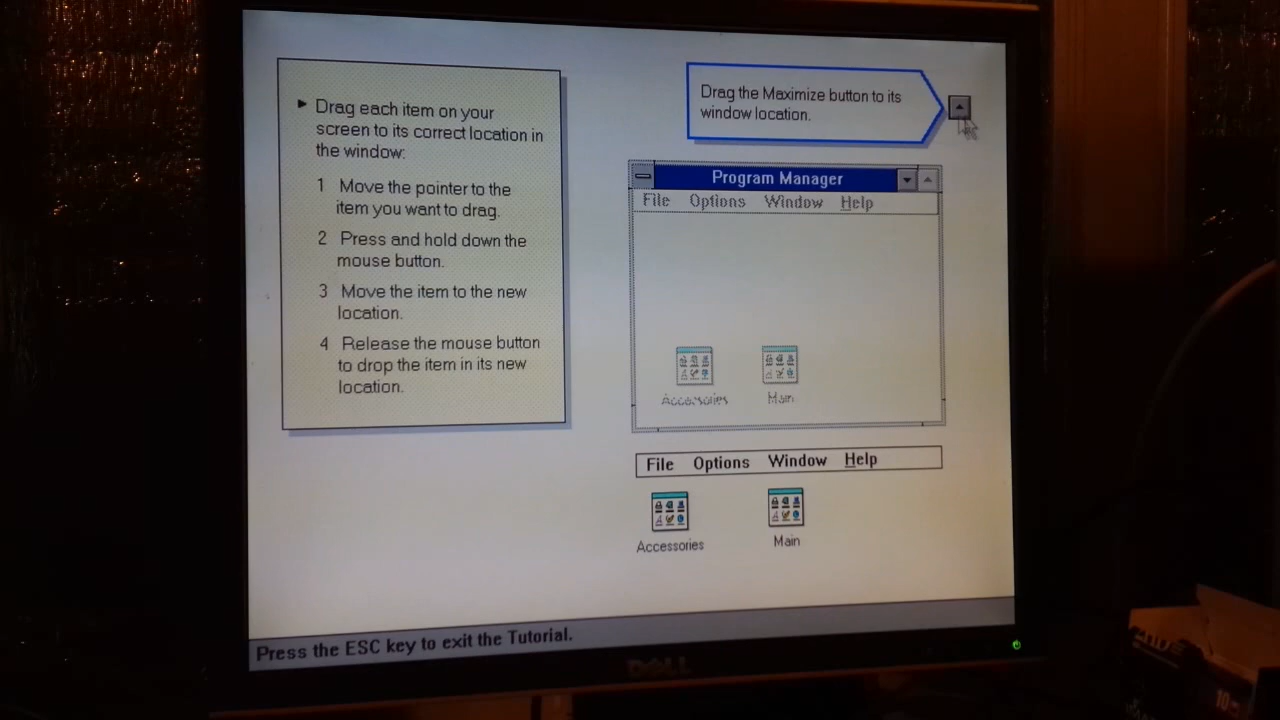 Drag each item on your
screen to its correct location in
the window:
1 Move the pointer to the
item you want to drag.
2 Press and hold down the
mouse button.
3 Move the item to the new
location.
4 Release the mouse button
to drop the item in its new
location.
Drag the Maximize button to its
window location.
Program Manager
File Options Window Help
Accessories Main
File Options Window Help
Accessories Main
Press the ESC key to exit the Tutorial.
DELL
10